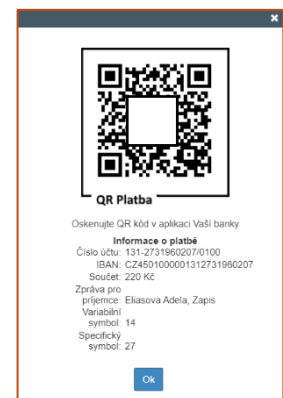 ×
QR Platba
Oskenujte QR kód v aplikaci Vaší banky
Informace o platbě
Číslo účtu: 131-2731960207/0100
IBAN: CZ4501000001312731960207
Součet: 220 Kč
Zpráva pro
příjemce: Eliasova Adela, Zapis
Variabilní
symbol: 14
Specifický
symbol: 27
Ok